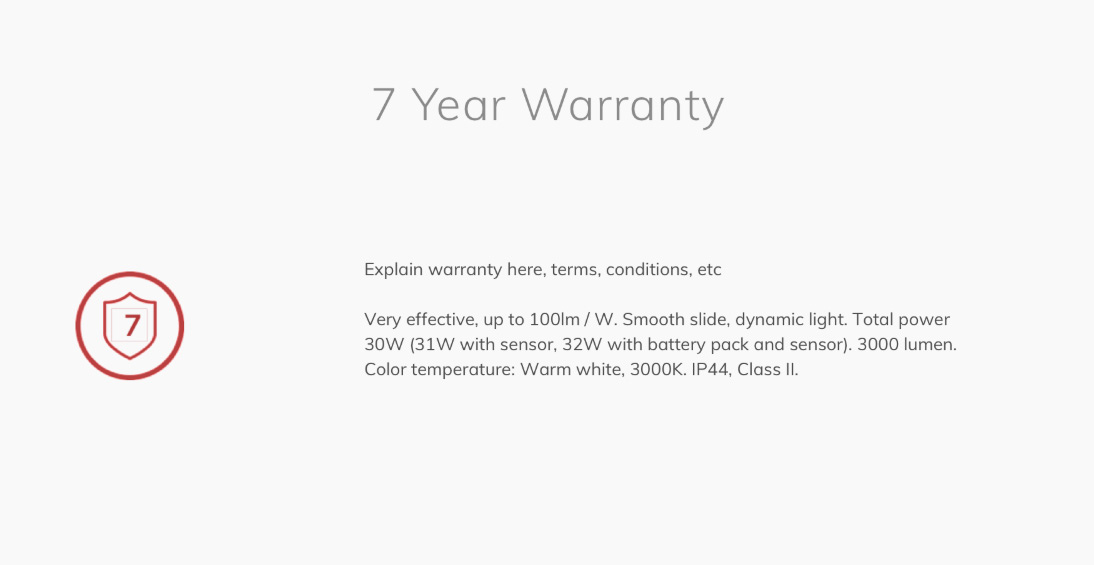 7 Year Warranty
Explain warranty here, terms, conditions, etc
7
Very effective, up to 100lm / W. Smooth slide, dynamic light. Total power
30W (31W with sensor, 32W with battery pack and sensor). 3000 lumen.
Color temperature: Warm white, 3000K. IP44, Class II.